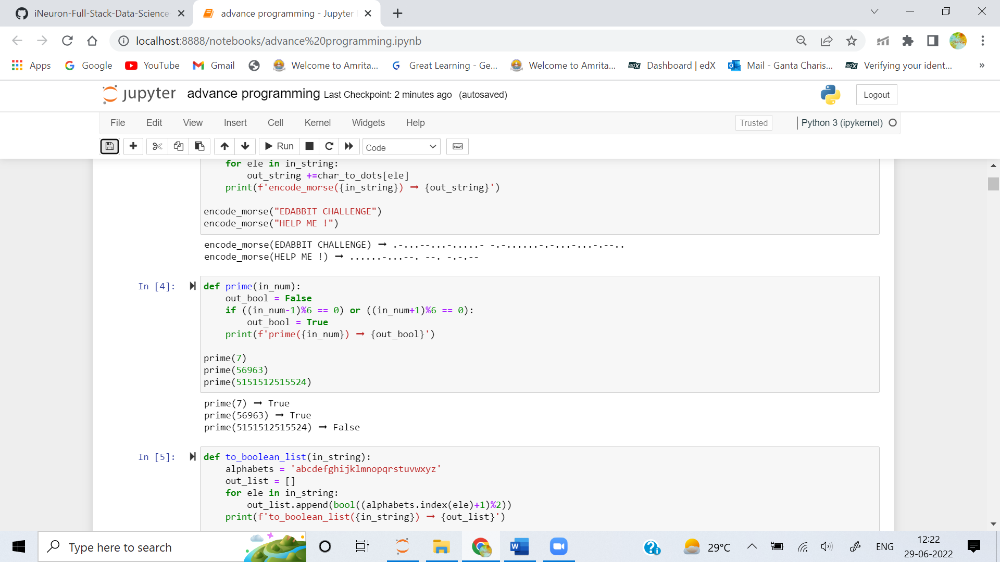 iNeuron-Full-Stack-Data-Science
advance programming - Jupyter
localhost:8888/notebooks/advance%20programming.ipynb
Apps Google YouTube Gmail Welcome to Amrita... Great Learning - Ge... Welcome to Amrita... edX Dashboard | edX Mail - Ganta Charis... edX Verifying your ident... »
jupyter advance programming Last Checkpoint: 2 minutes ago (autosaved) Logout
File Edit View Insert Cell Kernel Widgets Help Trusted Python 3 (ipykernel)
Run Code
for ele in in_string:
out_string +=char_to_dots[ele]
print(f'encode_morse({in_string}) ➞ {out_string}')
encode_morse("EDABBIT CHALLENGE")
encode_morse("HELP ME !")
encode_morse(EDABBIT CHALLENGE) ➞ .-...--...-.....- -.-......-.-...-...-.--..
encode_morse(HELP ME !) ➞ ......-...--. --. -.-.--
In [4]: def prime(in_num):
out_bool = False
if ((in_num-1)%6 == 0) or ((in_num+1)%6 == 0):
out_bool = True
print(f'prime({in_num}) ➞ {out_bool}')
prime(7)
prime(56963)
prime(5151512515524)
prime(7) ➞ True
prime(56963) ➞ True
prime(5151512515524) ➞ False
In [5]: def to_boolean_list(in_string):
alphabets = 'abcdefghijklmnopqrstuvwxyz'
out_list = []
for ele in in_string:
out_list.append(bool((alphabets.index(ele)+1)%2))
print(f'to_boolean_list({in_string}) ➞ {out_list}')
Type here to search 29°C ENG 12:22
29-06-2022